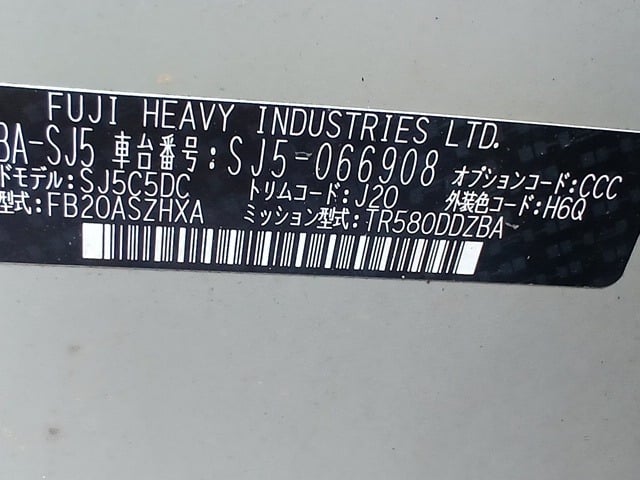 FUJI HEAVY INDUSTRIES LTD.
BA-SJ5 車台番号:SJ5-066908 オプションコード:CCC
ドモデル:SJ5C5DC トリムコード:J20 外装色コード:H6Q
型式:FB20ASZHXA ミッション型式:TR580DDZBA